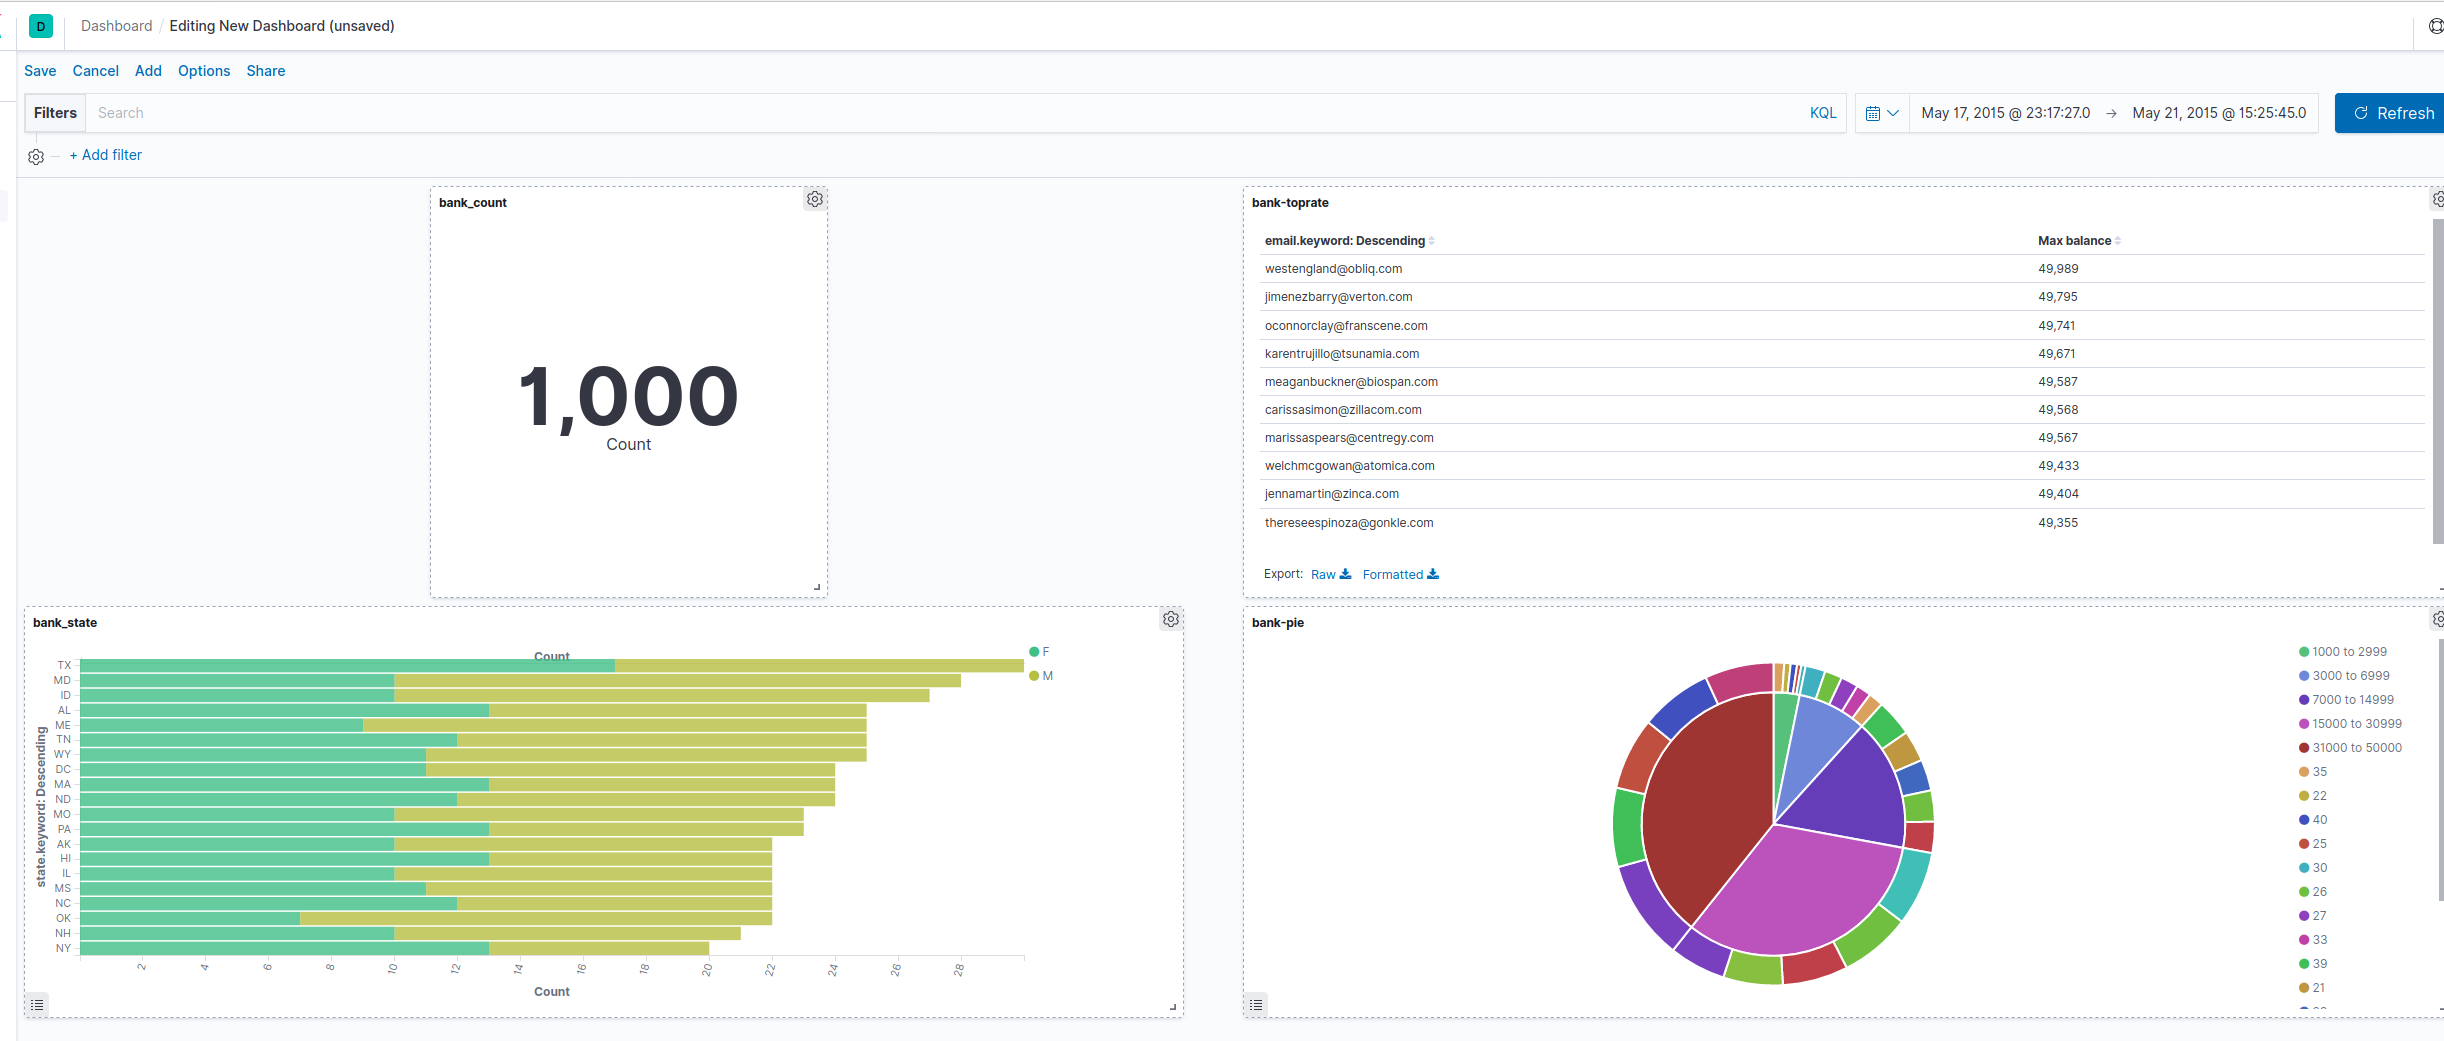 D Dashboard / Editing New Dashboard (unsaved)
Save Cancel Add Options Share
Filters Search KQL May 17, 2015 @ 23:17:27.0 → May 21, 2015 @ 15:25:45.0 Refresh
+ Add filter
bank_count
1,000
Count
bank-toprate
email.keyword: Descending Max balance
westengland@obliq.com 49,989
jimenezbarry@verton.com 49,795
oconnorclay@franscene.com 49,741
karentrujillo@tsunamia.com 49,671
meaganbuckner@biospan.com 49,587
carissasimon@zillacom.com 49,568
marissaspears@centregy.com 49,567
welchmcgowan@atomica.com 49,433
jennamartin@zinca.com 49,404
thereseespinoza@gonkle.com 49,355
Export: Raw Formatted
bank_state
Count
F
M
state.keyword: Descending
TX
MD
ID
AL
ME
TN
WY
DC
MA
ND
MO
PA
AK
HI
IL
MS
NC
OK
NH
NY
2 4 6 8 10 12 14 16 18 20 22 24 26 28
Count
bank-pie
1000 to 2999
3000 to 6999
7000 to 14999
15000 to 30999
31000 to 50000
35
22
40
25
30
26
27
33
39
21